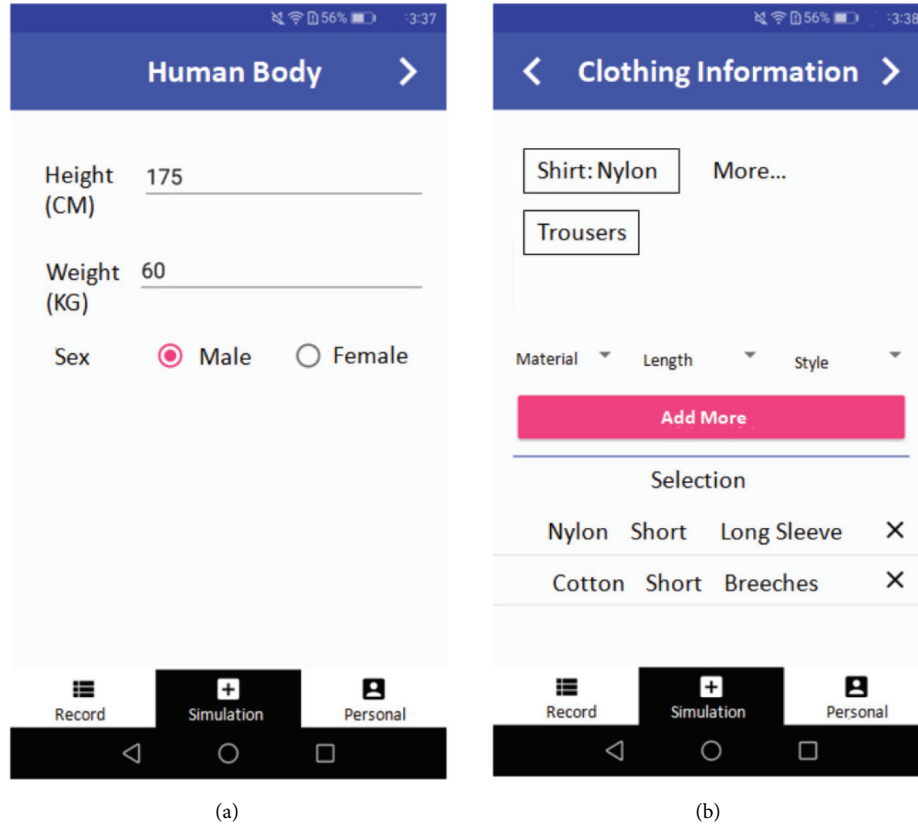 56% 3:37
Human Body
Height
(CM)
175
Weight
(KG)
60
Sex Male Female
Record Simulation Personal
(a)
56% 3:38
Clothing Information
Shirt: Nylon More...
Trousers
Material Length Style
Add More
Selection
Nylon Short Long Sleeve
Cotton Short Breeches
Record Simulation Personal
(b)